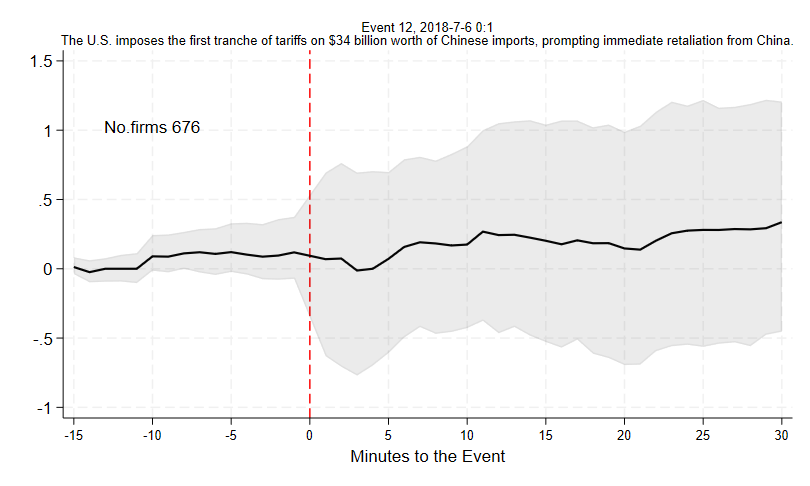 Event 12, 2018-7-6 0:1
The U.S. imposes the first tranche of tariffs on $34 billion worth of Chinese imports, prompting immediate retaliation from China.
1.5
1
.5
0
-.5
-1
No.firms 676
-15 -10 -5 0 5 10 15 20 25 30
Minutes to the Event